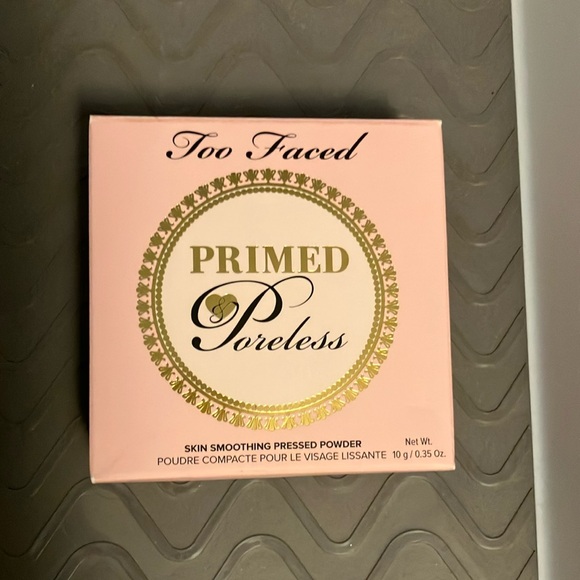 Too Faced
PRIMED
& Poreless
SKIN SMOOTHING PRESSED POWDER
POUDRE COMPACTE POUR LE VISAGE LISSANTE
Net Wt.
10 g / 0.35 Oz.